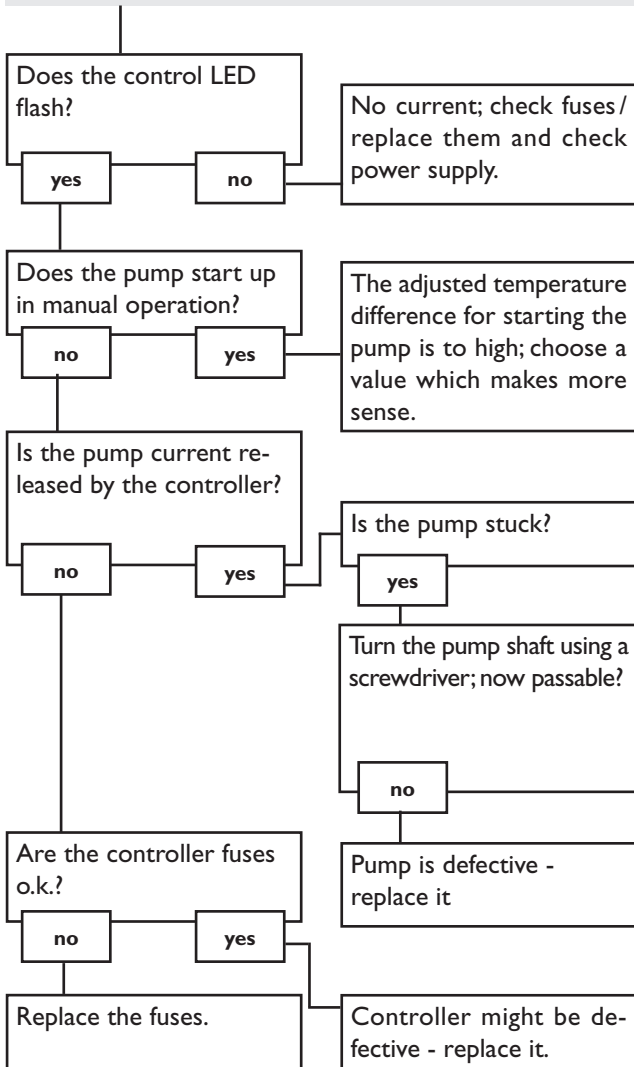 Does the control LED
flash?
yes
no
No current; check fuses/
replace them and check
power supply.
Does the pump start up
in manual operation?
no
yes
The adjusted temperature
difference for starting the
pump is to high; choose a
value which makes more
sense.
Is the pump current re-
leased by the controller?
no
yes
Is the pump stuck?
yes
Turn the pump shaft using a
screwdriver; now passable?
no
Pump is defective -
replace it
Are the controller fuses
o.k.?
no
yes
Replace the fuses.
Controller might be de-
fective - replace it.